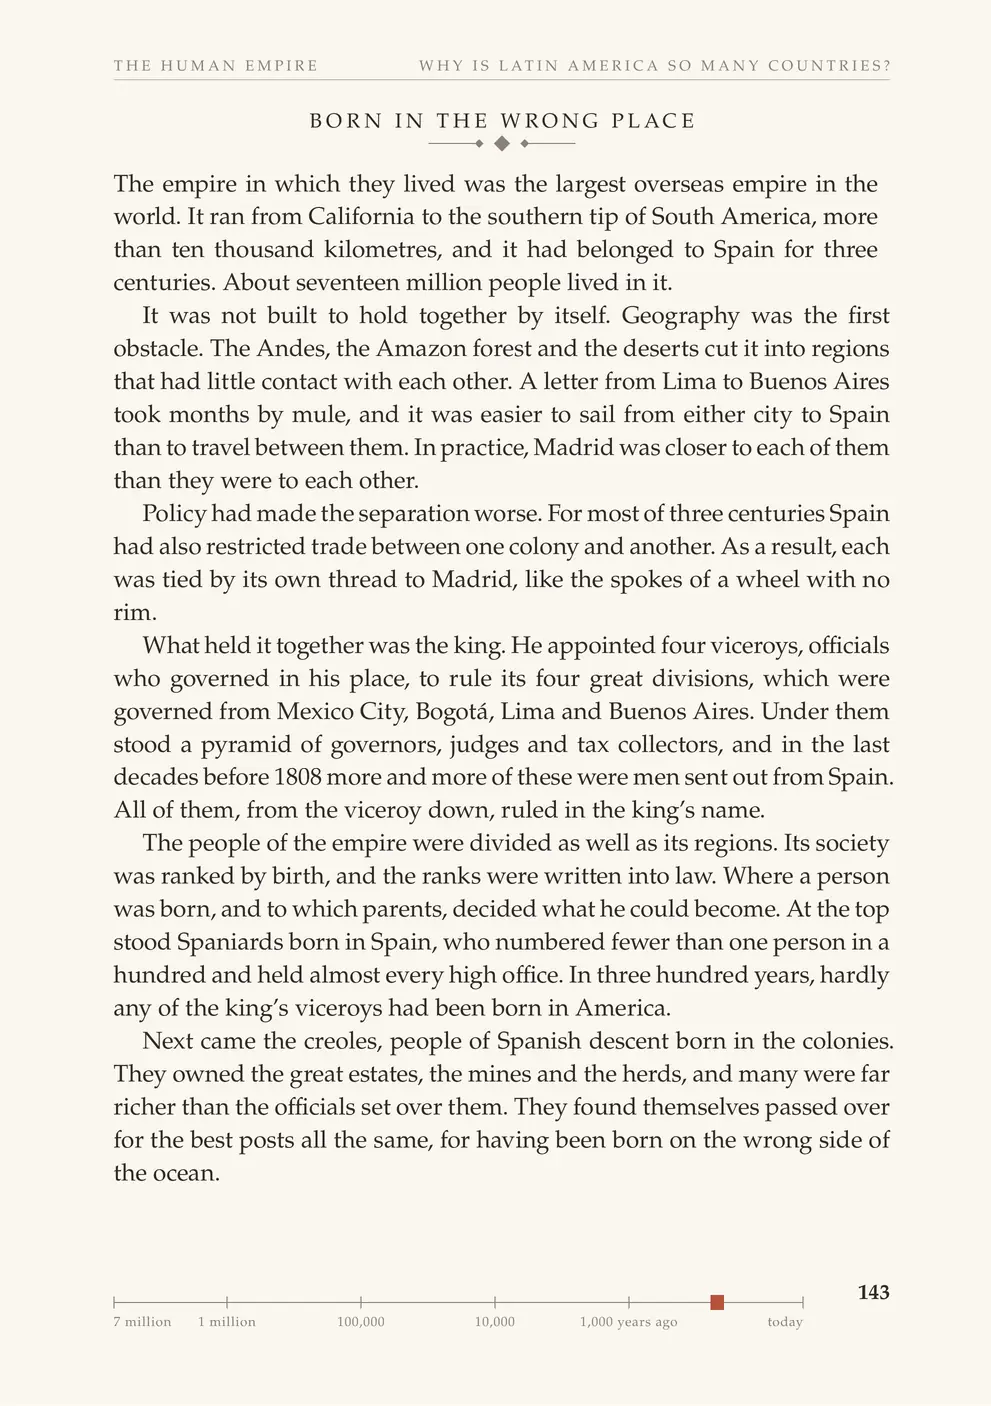 THE HUMAN EMPIRE
WHY IS LATIN AMERICA SO MANY COUNTRIES?
BORN IN THE WRONG PLACE
The empire in which they lived was the largest overseas empire in the
world. It ran from California to the southern tip of South America, more
than ten thousand kilometres, and it had belonged to Spain for three
centuries. About seventeen million people lived in it.
It was not built to hold together by itself. Geography was the first
obstacle. The Andes, the Amazon forest and the deserts cut it into regions
that had little contact with each other. A letter from Lima to Buenos Aires
took months by mule, and it was easier to sail from either city to Spain
than to travel between them. In practice, Madrid was closer to each of them
than they were to each other.
Policy had made the separation worse. For most of three centuries Spain
had also restricted trade between one colony and another. As a result, each
was tied by its own thread to Madrid, like the spokes of a wheel with no
rim.
What held it together was the king. He appointed four viceroys, officials
who governed in his place, to rule its four great divisions, which were
governed from Mexico City, Bogotá, Lima and Buenos Aires. Under them
stood a pyramid of governors, judges and tax collectors, and in the last
decades before 1808 more and more of these were men sent out from Spain.
All of them, from the viceroy down, ruled in the king’s name.
The people of the empire were divided as well as its regions. Its society
was ranked by birth, and the ranks were written into law. Where a person
was born, and to which parents, decided what he could become. At the top
stood Spaniards born in Spain, who numbered fewer than one person in a
hundred and held almost every high office. In three hundred years, hardly
any of the king’s viceroys had been born in America.
Next came the creoles, people of Spanish descent born in the colonies.
They owned the great estates, the mines and the herds, and many were far
richer than the officials set over them. They found themselves passed over
for the best posts all the same, for having been born on the wrong side of
the ocean.
143
7 million
1 million
100,000
10,000
1,000 years ago
today